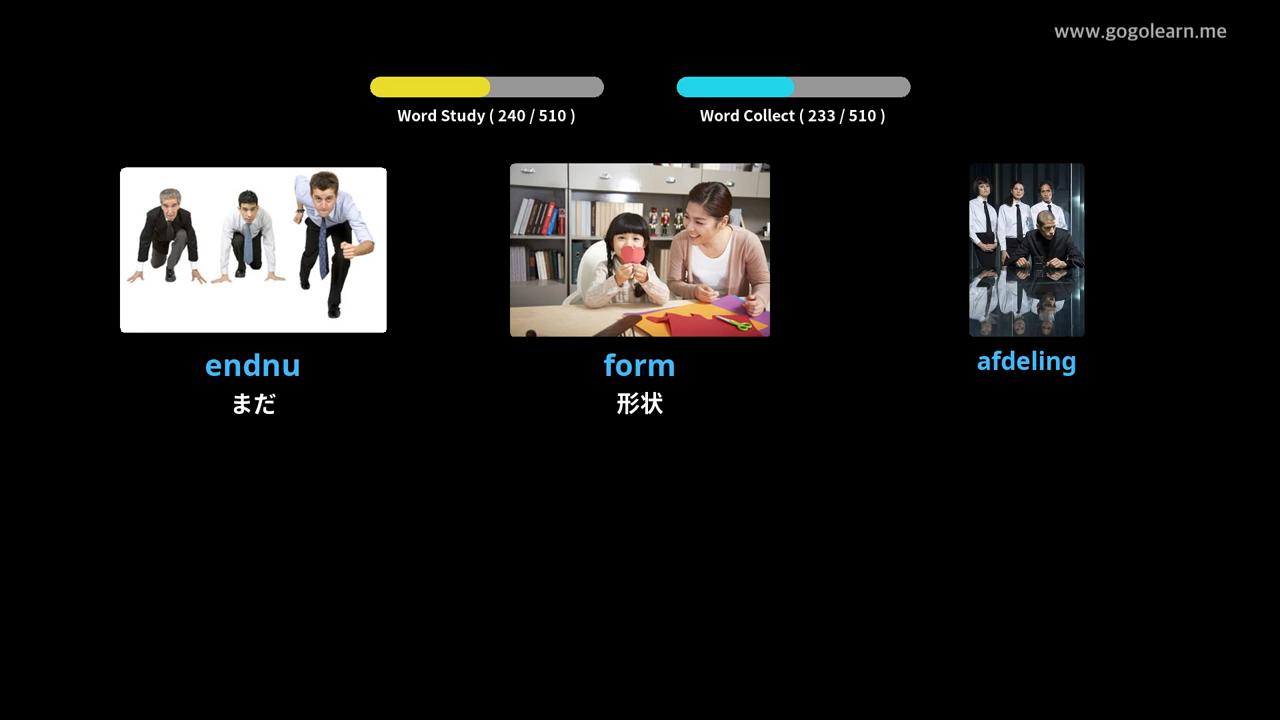 www.gogolearn.me
Word Study ( 240 / 510 )
Word Collect ( 233 / 510 )
endnu
まだ
form
形状
afdeling